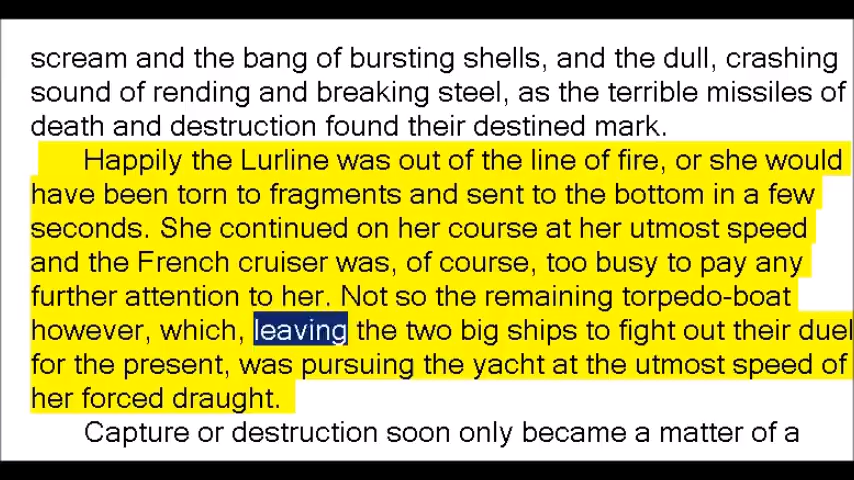 scream and the bang of bursting shells, and the dull, crashing
sound of rending and breaking steel, as the terrible missiles of
death and destruction found their destined mark.
Happily the Lurline was out of the line of fire, or she would
have been torn to fragments and sent to the bottom in a few
seconds. She continued on her course at her utmost speed
and the French cruiser was, of course, too busy to pay any
further attention to her. Not so the remaining torpedo-boat
however, which, leaving the two big ships to fight out their duel
for the present, was pursuing the yacht at the utmost speed of
her forced draught.
Capture or destruction soon only became a matter of a